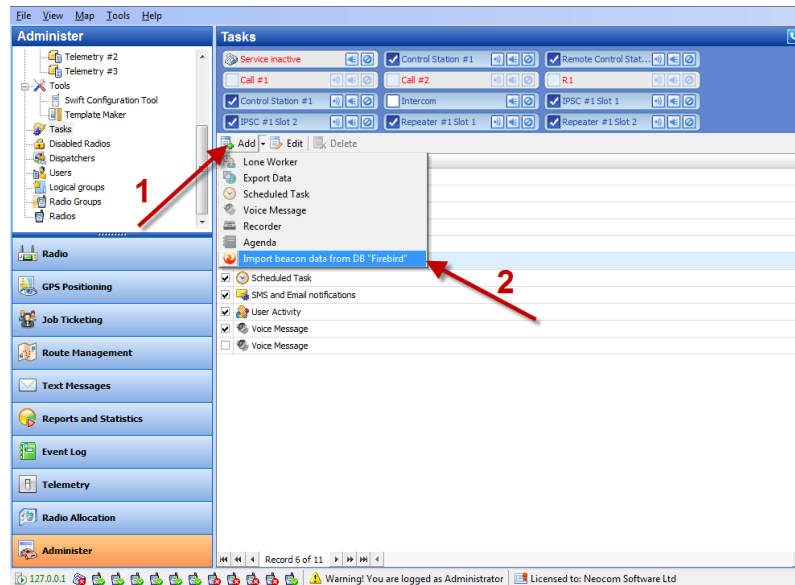 File View Map Tools Help
Administer
Telemetry #2
Telemetry #3
Tools
Swift Configuration Tool
Template Maker
Tasks
Disabled Radios
Dispatchers
Users
Logical groups
Radio Groups
Radios
1
Radio
GPS Positioning
Job Ticketing
Route Management
Text Messages
Reports and Statistics
Event Log
Telemetry
Radio Allocation
Administer
Tasks
Service inactive Control Station #1 Remote Control Stat...
Call #1 Call #2 R1
Control Station #1 Intercom IPSC #1 Slot 1
IPSC #1 Slot 2 Repeater #1 Slot 1 Repeater #1 Slot 2
Add Edit Delete
Lone Worker
Export Data
Scheduled Task
Voice Message
Recorder
Agenda
Import beacon data from DB "Firebird"
2
Scheduled Task
SMS and Email notifications
User Activity
Voice Message
Voice Message
Record 6 of 11
127.0.0.1 Warning! You are logged as Administrator Licensed to: Neocom Software Ltd